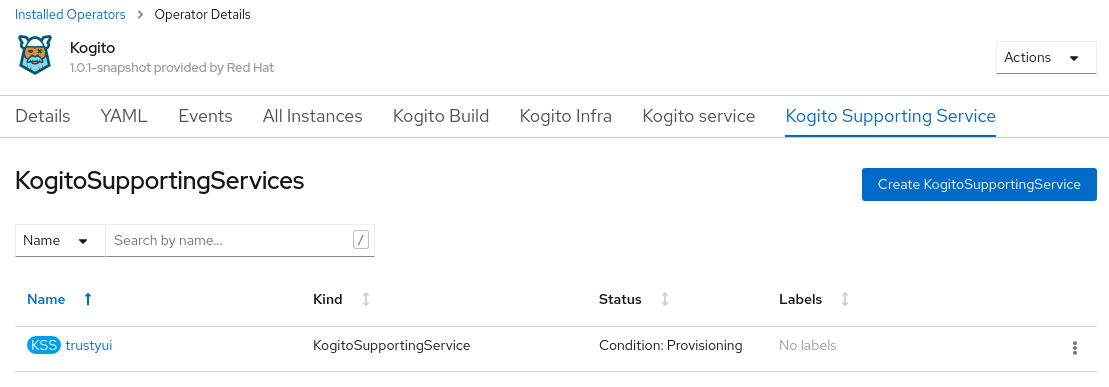 Installed Operators > Operator Details
Kogito
1.0.1-snapshot provided by Red Hat
Actions
Details YAML Events All Instances Kogito Build Kogito Infra Kogito service Kogito Supporting Service
KogitoSupportingServices
Create KogitoSupportingService
Name Search by name... /
Name Kind Status Labels
KSS trustyui KogitoSupportingService Condition: Provisioning No labels